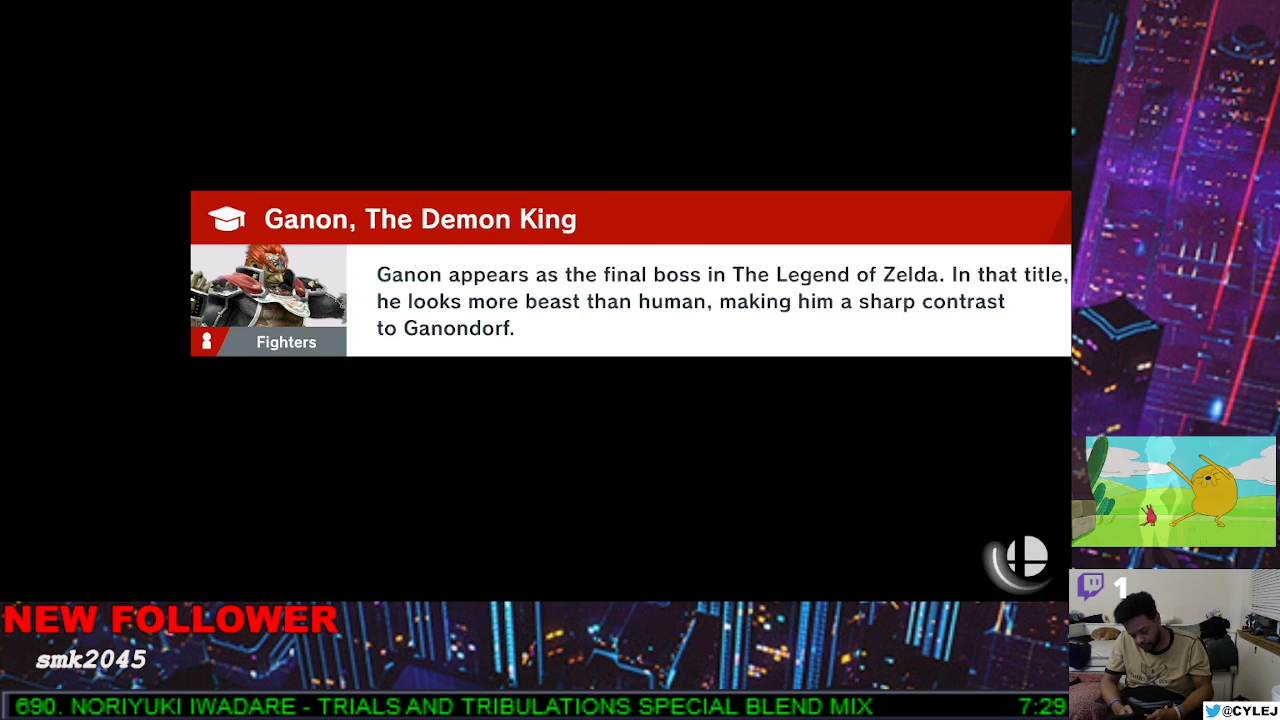 Ganon, The Demon King
Ganon appears as the final boss in The Legend of Zelda. In that title,
he looks more beast than human, making him a sharp contrast
to Ganondorf.
Fighters
1
NEW FOLLOWER
smk2045
690. NORIYUKI IWADARE - TRIALS AND TRIBULATIONS SPECIAL BLEND MIX 7:29
@CYLEJ